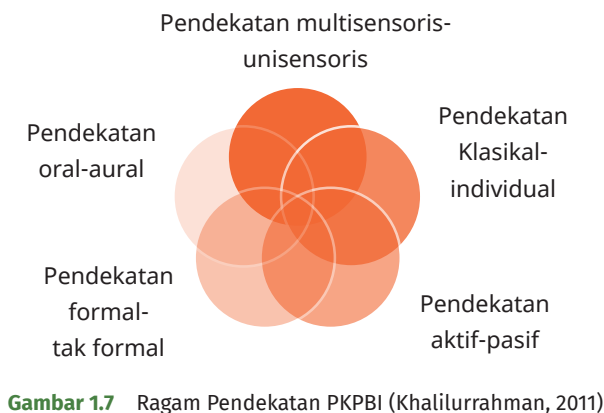 Pendekatan multisensoris-
unisensoris
Pendekatan
Klasikal-
individual
Pendekatan
aktif-pasif
Pendekatan
formal-
tak formal
Pendekatan
oral-aural
Gambar 1.7 Ragam Pendekatan PKPBI (Khalilurrahman, 2011)